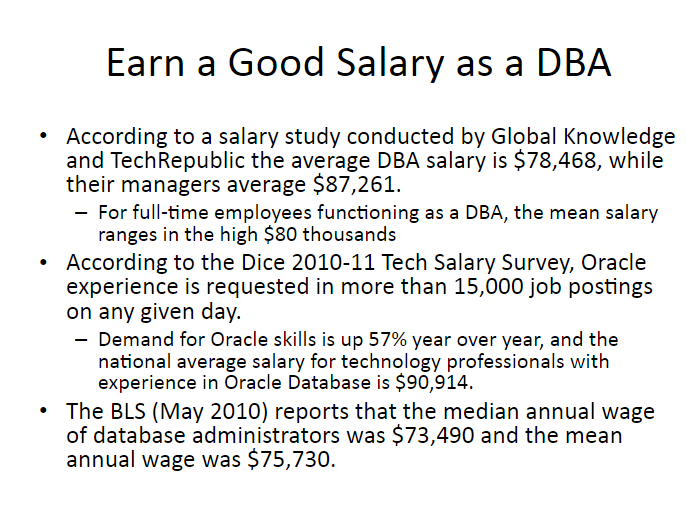 Earn a Good Salary as a DBA
• According to a salary study conducted by Global Knowledge
and TechRepublic the average DBA salary is $78,468, while
their managers average $87,261.
– For full-time employees functioning as a DBA, the mean salary
ranges in the high $80 thousands
• According to the Dice 2010-11 Tech Salary Survey, Oracle
experience is requested in more than 15,000 job postings
on any given day.
– Demand for Oracle skills is up 57% year over year, and the
national average salary for technology professionals with
experience in Oracle Database is $90,914.
• The BLS (May 2010) reports that the median annual wage
of database administrators was $73,490 and the mean
annual wage was $75,730.